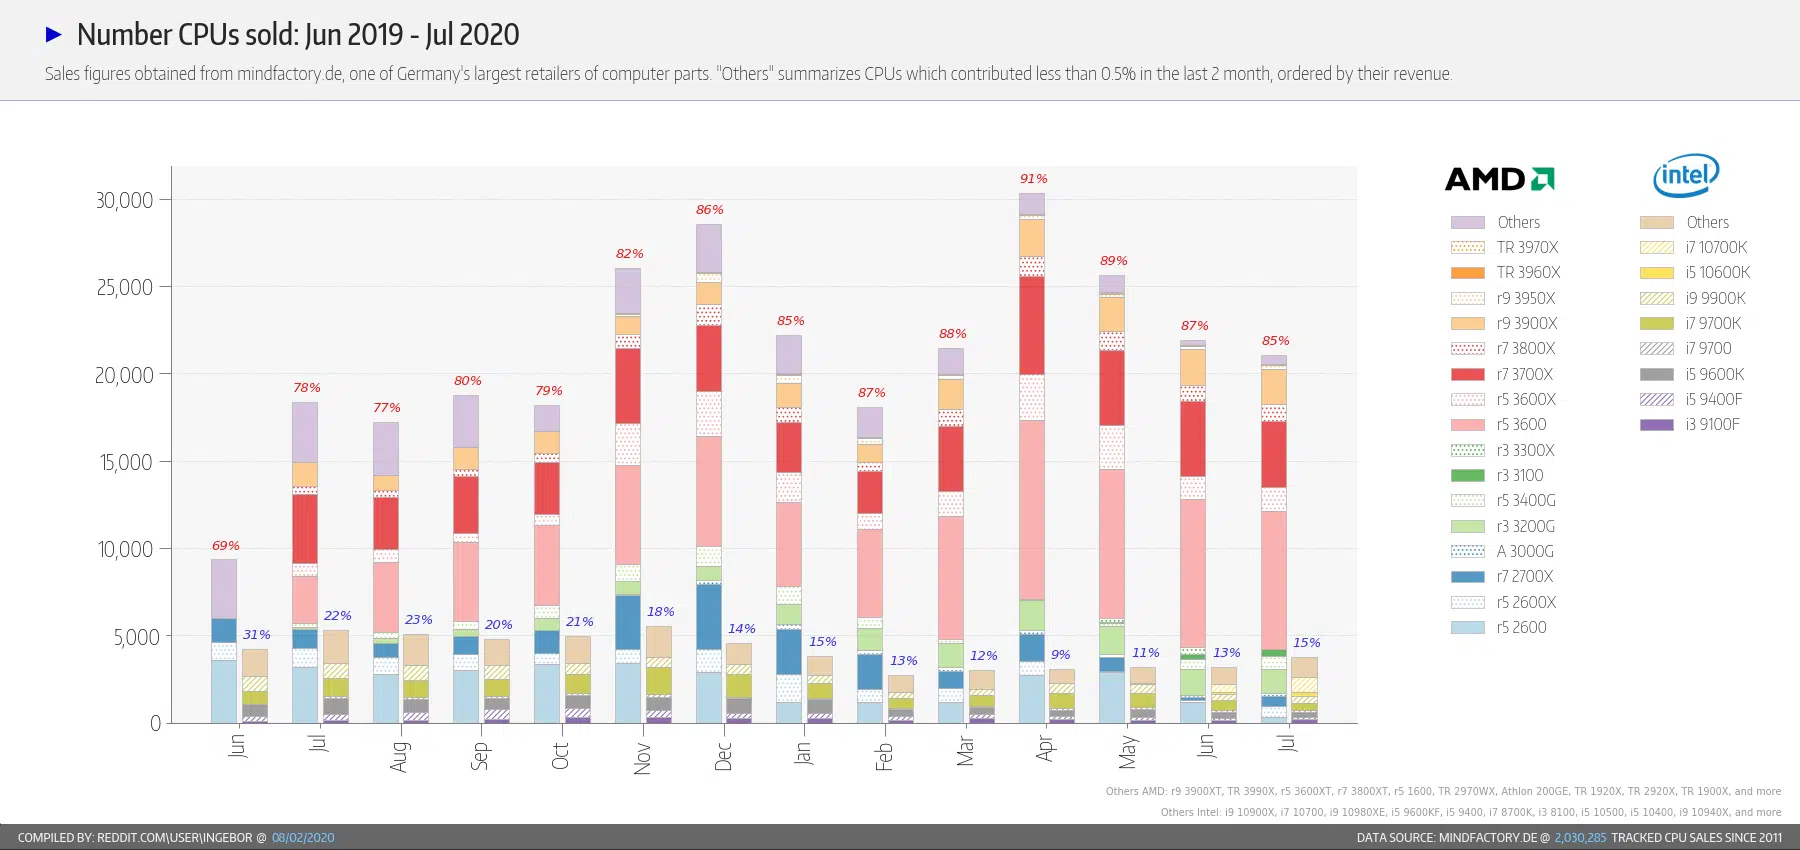 Number CPUs sold: Jun 2019 - Jul 2020
Sales figures obtained from mindfactory.de, one of Germany's largest retailers of computer parts. "Others" summarizes CPUs which contributed less than 0.5% in the last 2 month, ordered by their revenue.
30,000
25,000
20,000
15,000
10,000
5,000
0
69%
31%
78%
22%
77%
23%
80%
20%
79%
21%
82%
18%
86%
14%
85%
15%
87%
13%
88%
12%
91%
9%
89%
11%
87%
13%
85%
15%
Jun
Jul
Aug
Sep
Oct
Nov
Dec
Jan
Feb
Mar
Apr
May
Jun
Jul
AMD
Others
TR 3970X
TR 3960X
r9 3950X
r9 3900X
r7 3800X
r7 3700X
r5 3600X
r5 3600
r3 3300X
r3 3100
r5 3400G
r3 3200G
A 3000G
r7 2700X
r5 2600X
r5 2600
intel
Others
i7 10700K
i5 10600K
i9 9900K
i7 9700K
i7 9700
i5 9600K
i5 9400F
i3 9100F
Others AMD: r9 3900XT, TR 3990X, r5 3600XT, r7 3800XT, r5 1600, TR 2970WX, Athlon 200GE, TR 1920X, TR 2920X, TR 1900X, and more
Others Intel: i9 10900X, i7 10700, i9 10980XE, i5 9600KF, i5 9400, i7 8700K, i3 8100, i5 10500, i5 10400, i9 10940X, and more
COMPILED BY: REDDIT.COM\USER\INGEBOR @ 08/02/2020
DATA SOURCE: MINDFACTORY.DE @ 2,030,285 TRACKED CPU SALES SINCE 2011